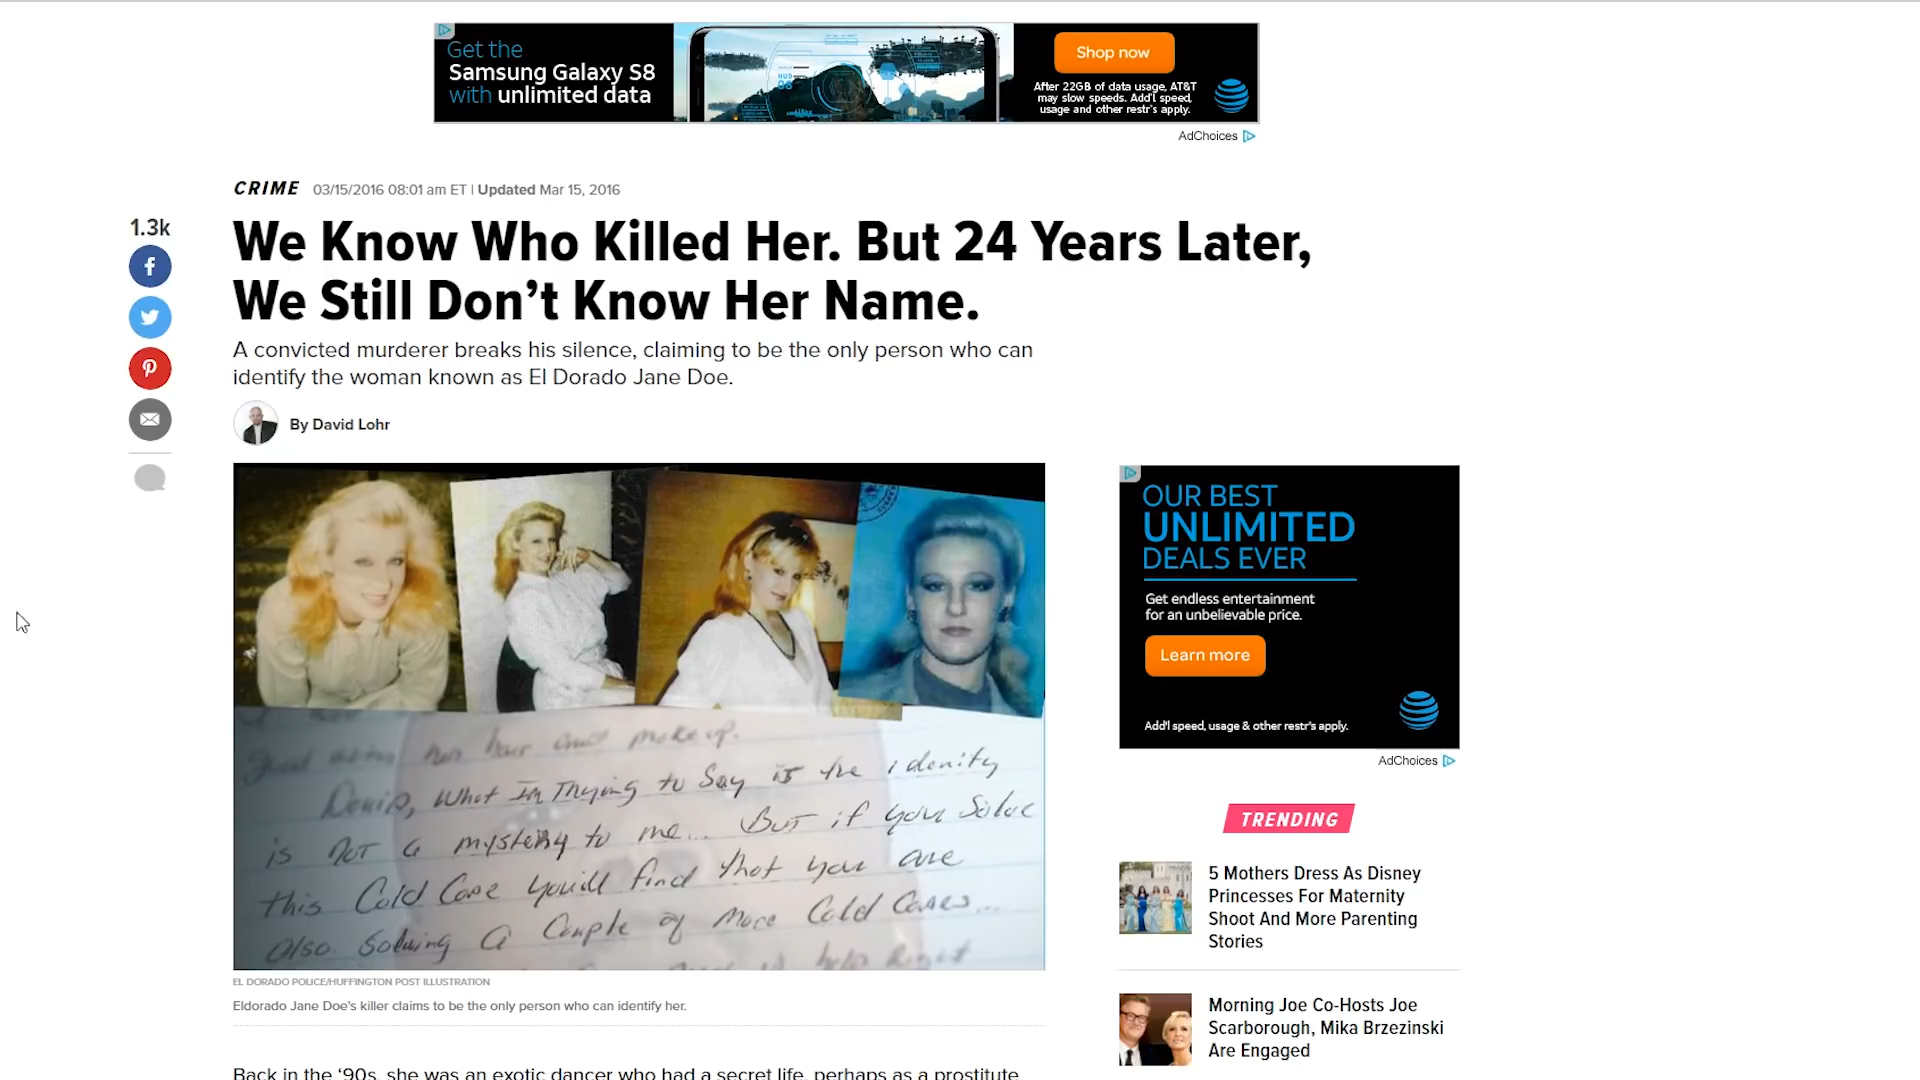 Get the
Samsung Galaxy S8
with unlimited data
Shop now
After 22GB of data usage, AT&T
may slow speeds. Add'l speed,
usage and other restr's apply.
AdChoices
CRIME 03/15/2016 08:01 am ET | Updated Mar 15, 2016
1.3k
We Know Who Killed Her. But 24 Years Later,
We Still Don’t Know Her Name.
A convicted murderer breaks his silence, claiming to be the only person who can
identify the woman known as El Dorado Jane Doe.
By David Lohr
hair and makeup.
What Im Trying to Say is the idenity
is not a mystery to me... But if you Solve
this Cold Case you'll find that you are
also solving a Couple of More Cold Cases...
help
EL DORADO POLICE/HUFFINGTON POST ILLUSTRATION
Eldorado Jane Doe’s killer claims to be the only person who can identify her.
Back in the ‘90s, she was an exotic dancer who had a secret life, perhaps as a prostitute
OUR BEST
UNLIMITED
DEALS EVER
Get endless entertainment
for an unbelievable price.
Learn more
Add'l speed, usage & other restr's apply.
AdChoices
TRENDING
5 Mothers Dress As Disney
Princesses For Maternity
Shoot And More Parenting
Stories
Morning Joe Co-Hosts Joe
Scarborough, Mika Brzezinski
Are Engaged